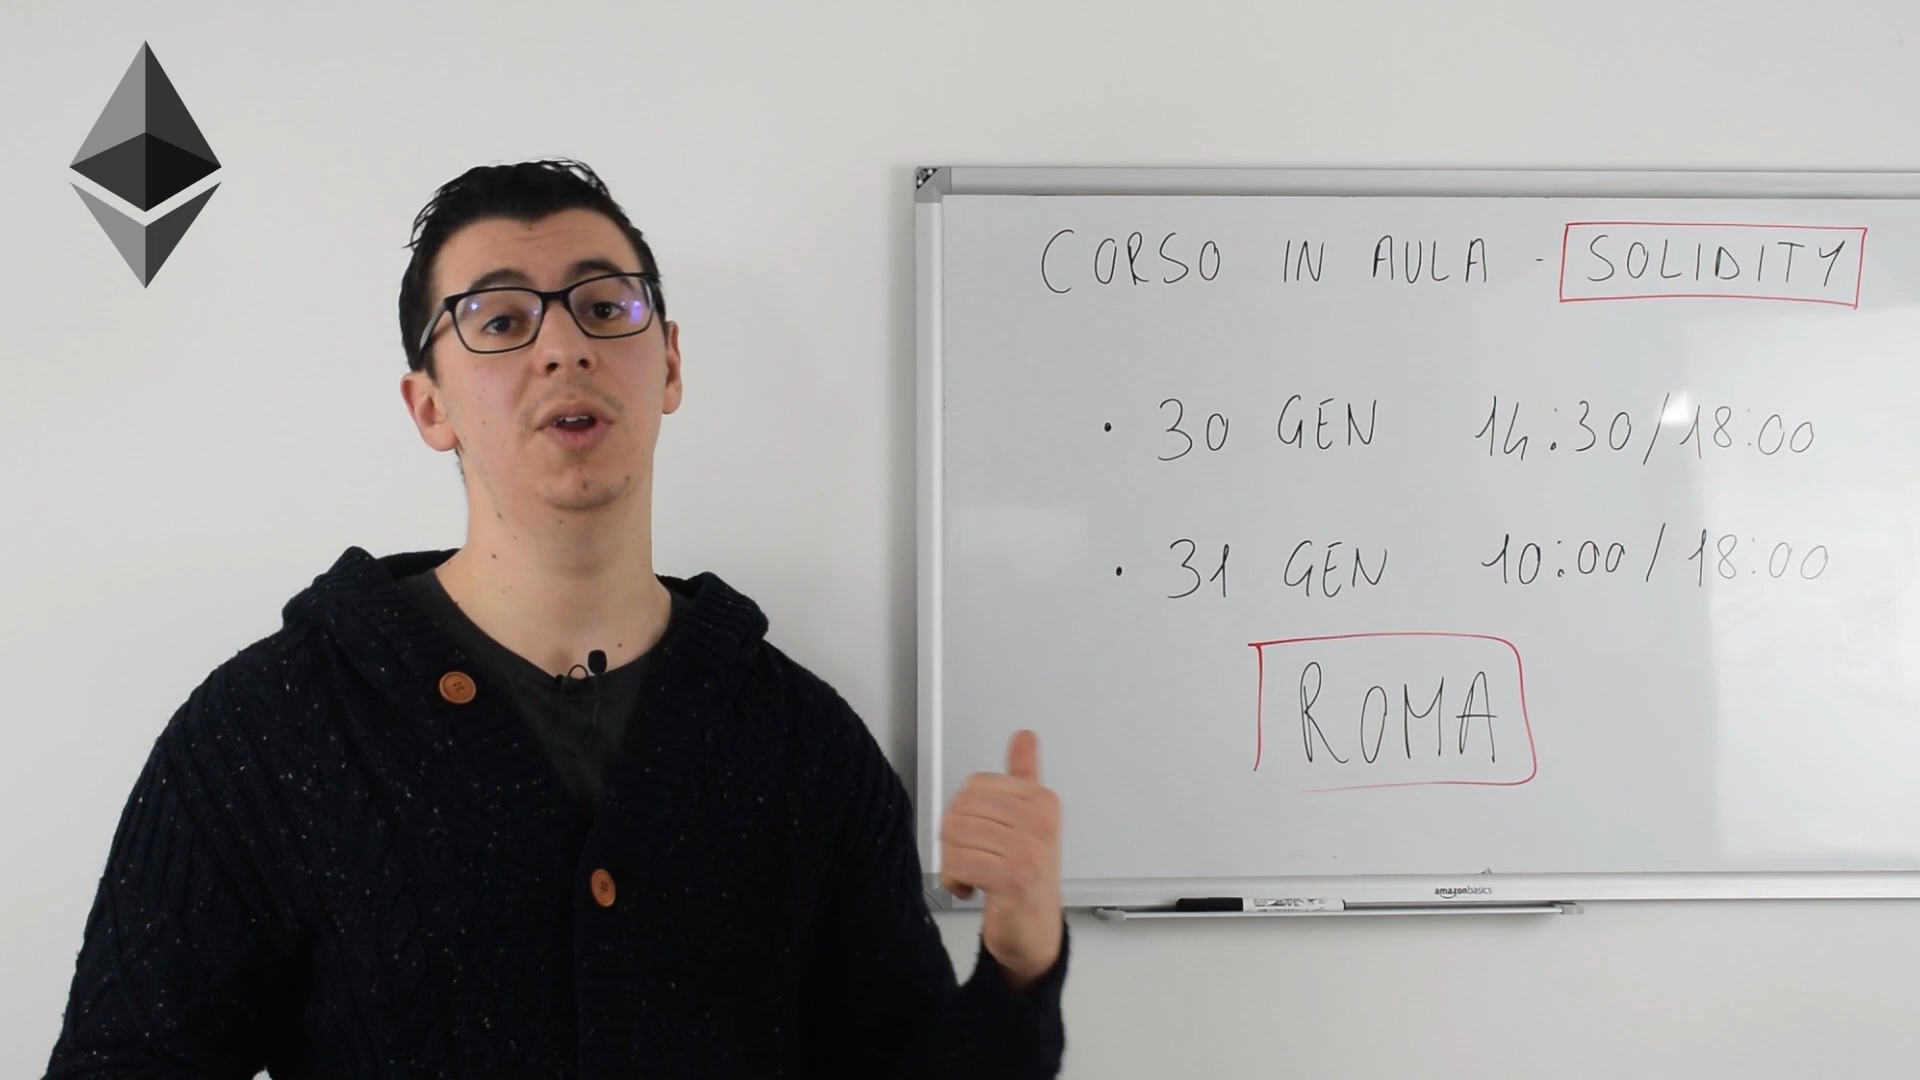 CORSO IN AULA - SOLIDITY
• 30 GEN 14:30/18:00
• 31 GEN 10:00/18:00
ROMA
amazonbasics